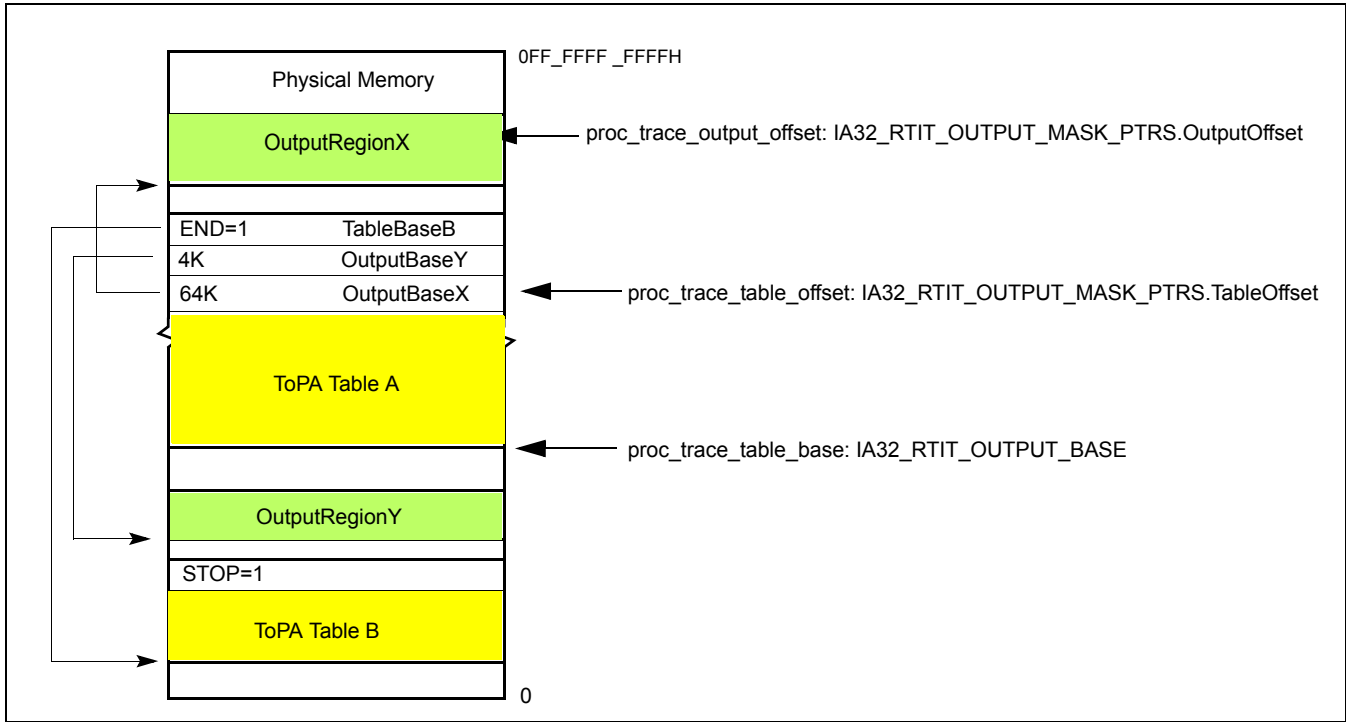 0FF_FFFF _FFFFH
Physical Memory
OutputRegionX
proc_trace_output_offset: IA32_RTIT_OUTPUT_MASK_PTRS.OutputOffset
END=1 TableBaseB
4K OutputBaseY
64K OutputBaseX
proc_trace_table_offset: IA32_RTIT_OUTPUT_MASK_PTRS.TableOffset
ToPA Table A
proc_trace_table_base: IA32_RTIT_OUTPUT_BASE
OutputRegionY
STOP=1
ToPA Table B
0